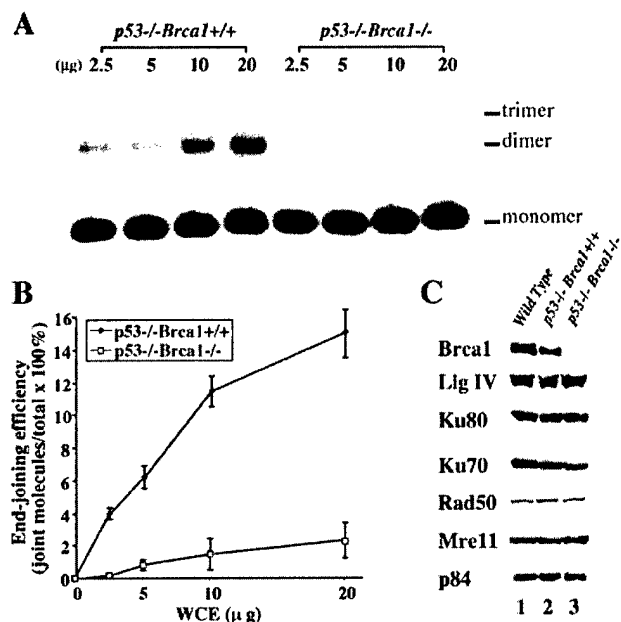 A
p53-/-Brca1+/+ p53-/-Brca1-/-
(μg) 2.5 5 10 20 2.5 5 10 20
trimer
dimer
monomer
B
p53-/-Brca1+/+
p53-/-Brca1-/-
End-joining efficiency
(joint molecules/total x 100%)
16
14
12
10
8
6
4
2
0
0 5 10 15 20
WCE (μ g)
C
Wild Type
p53-/-Brca1+/+
p53-/-Brca1-/-
Brca1
Lig IV
Ku80
Ku70
Rad50
Mre11
p84
1 2 3